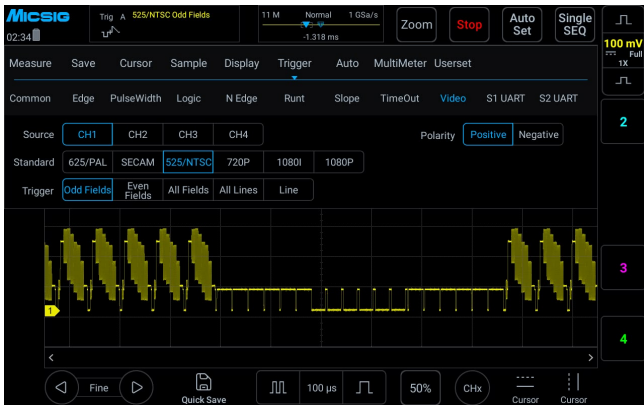 Micsig
Trig A 525/NTSC Odd Fields
11 M Normal 1 GSa/s
-1.318 ms
Zoom
Stop
Auto
Set
Single
SEQ
02:34
100 mV
Full
1X
Measure Save Cursor Sample Display Trigger Auto MultiMeter Userset
Common Edge PulseWidth Logic N Edge Runt Slope TimeOut Video S1 UART S2 UART
2
Source CH1 CH2 CH3 CH4 Polarity Positive Negative
Standard 625/PAL SECAM 525/NTSC 720P 1080I 1080P
Trigger Odd Fields Even Fields All Fields All Lines Line
3
1
4
< >
Fine
Quick Save
100 µs
50%
CHx
Cursor
Cursor